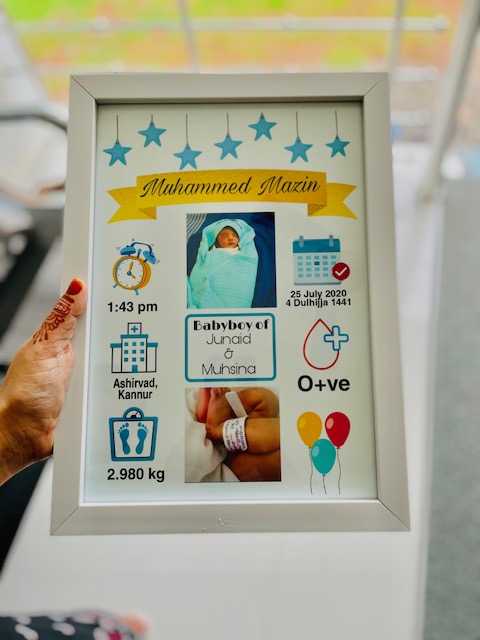 Muhammed Mazin
1:43 pm
25 July 2020
4 Dulhijja 1441
Babyboy of
Junaid
&
Muhsina
Ashirvad,
Kannur
O+ve
2.980 kg